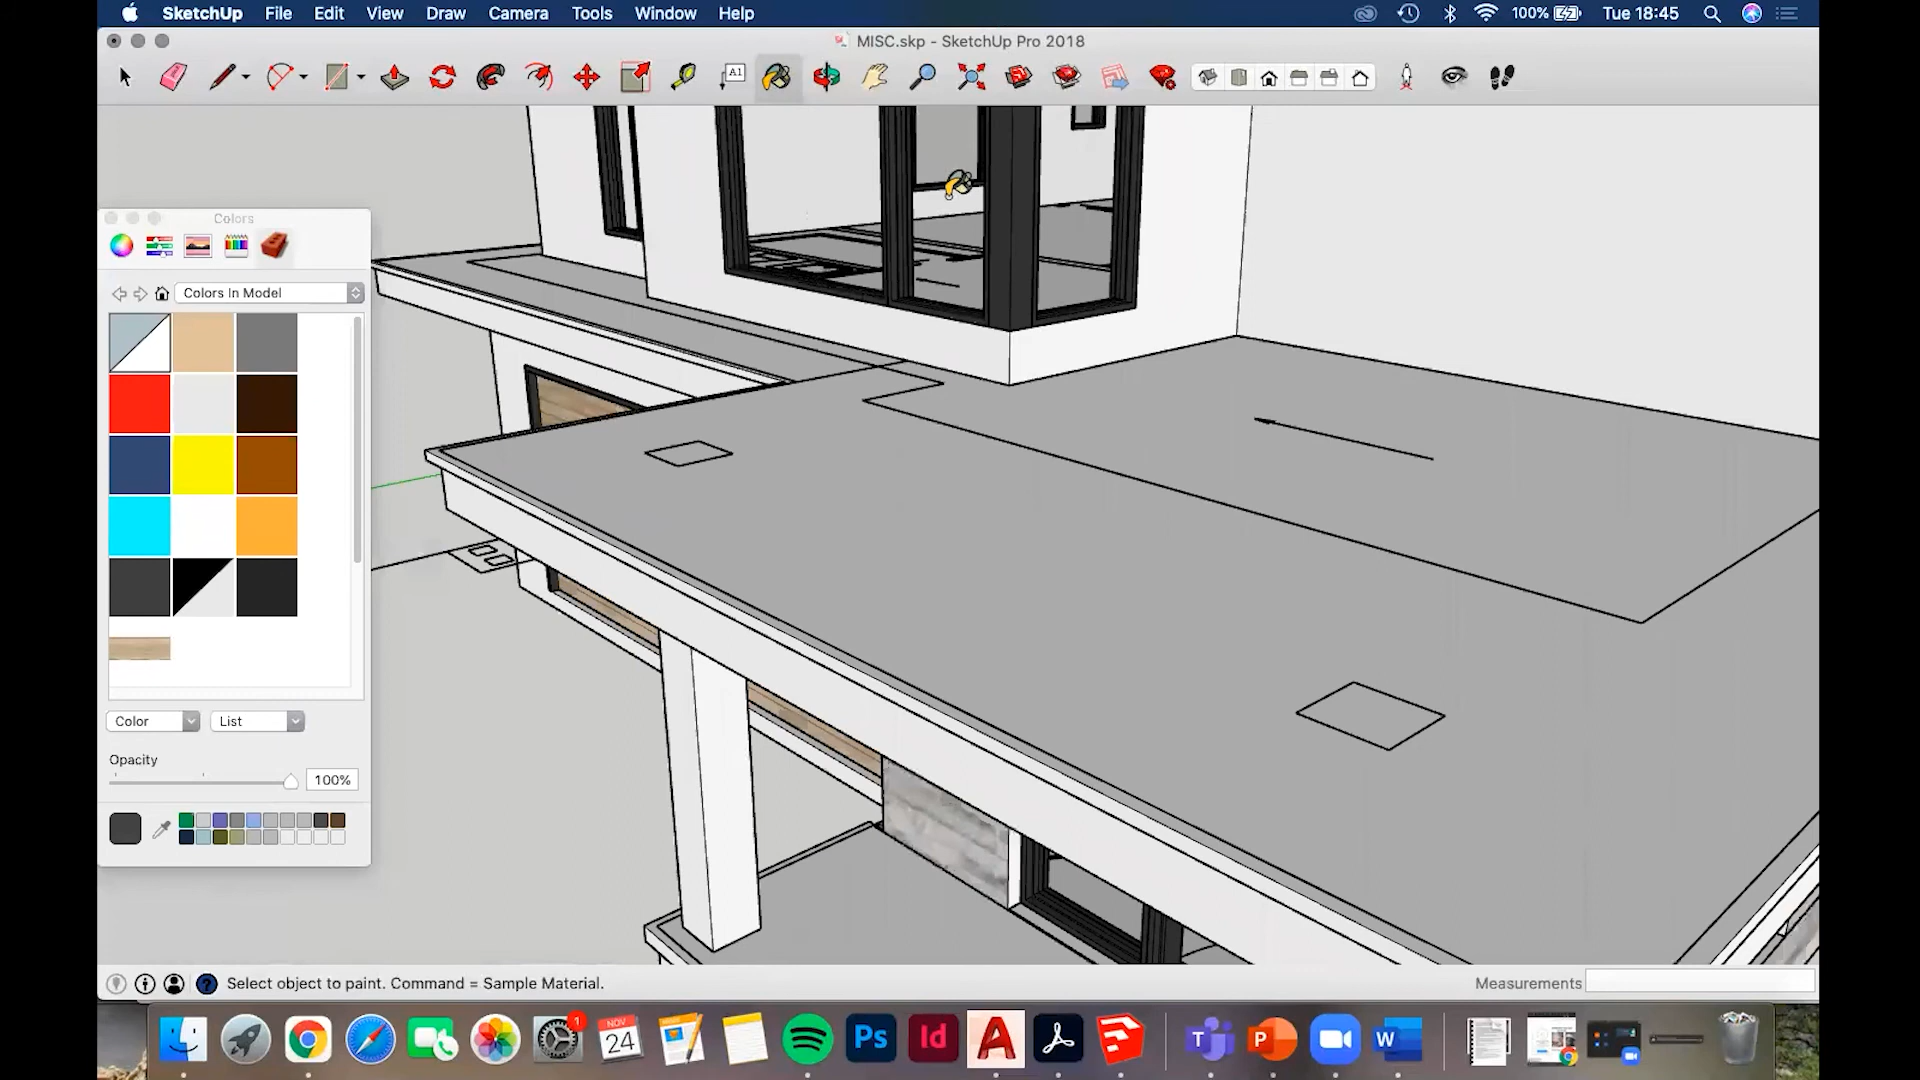 SketchUp File Edit View Draw Camera Tools Window Help 100% Tue 18:45
MISC.skp - SketchUp Pro 2018
A1
Colors
Colors In Model
Color List
Opacity
100%
Select object to paint. Command = Sample Material. Measurements
1 NOV 24 Ps Id A T P W